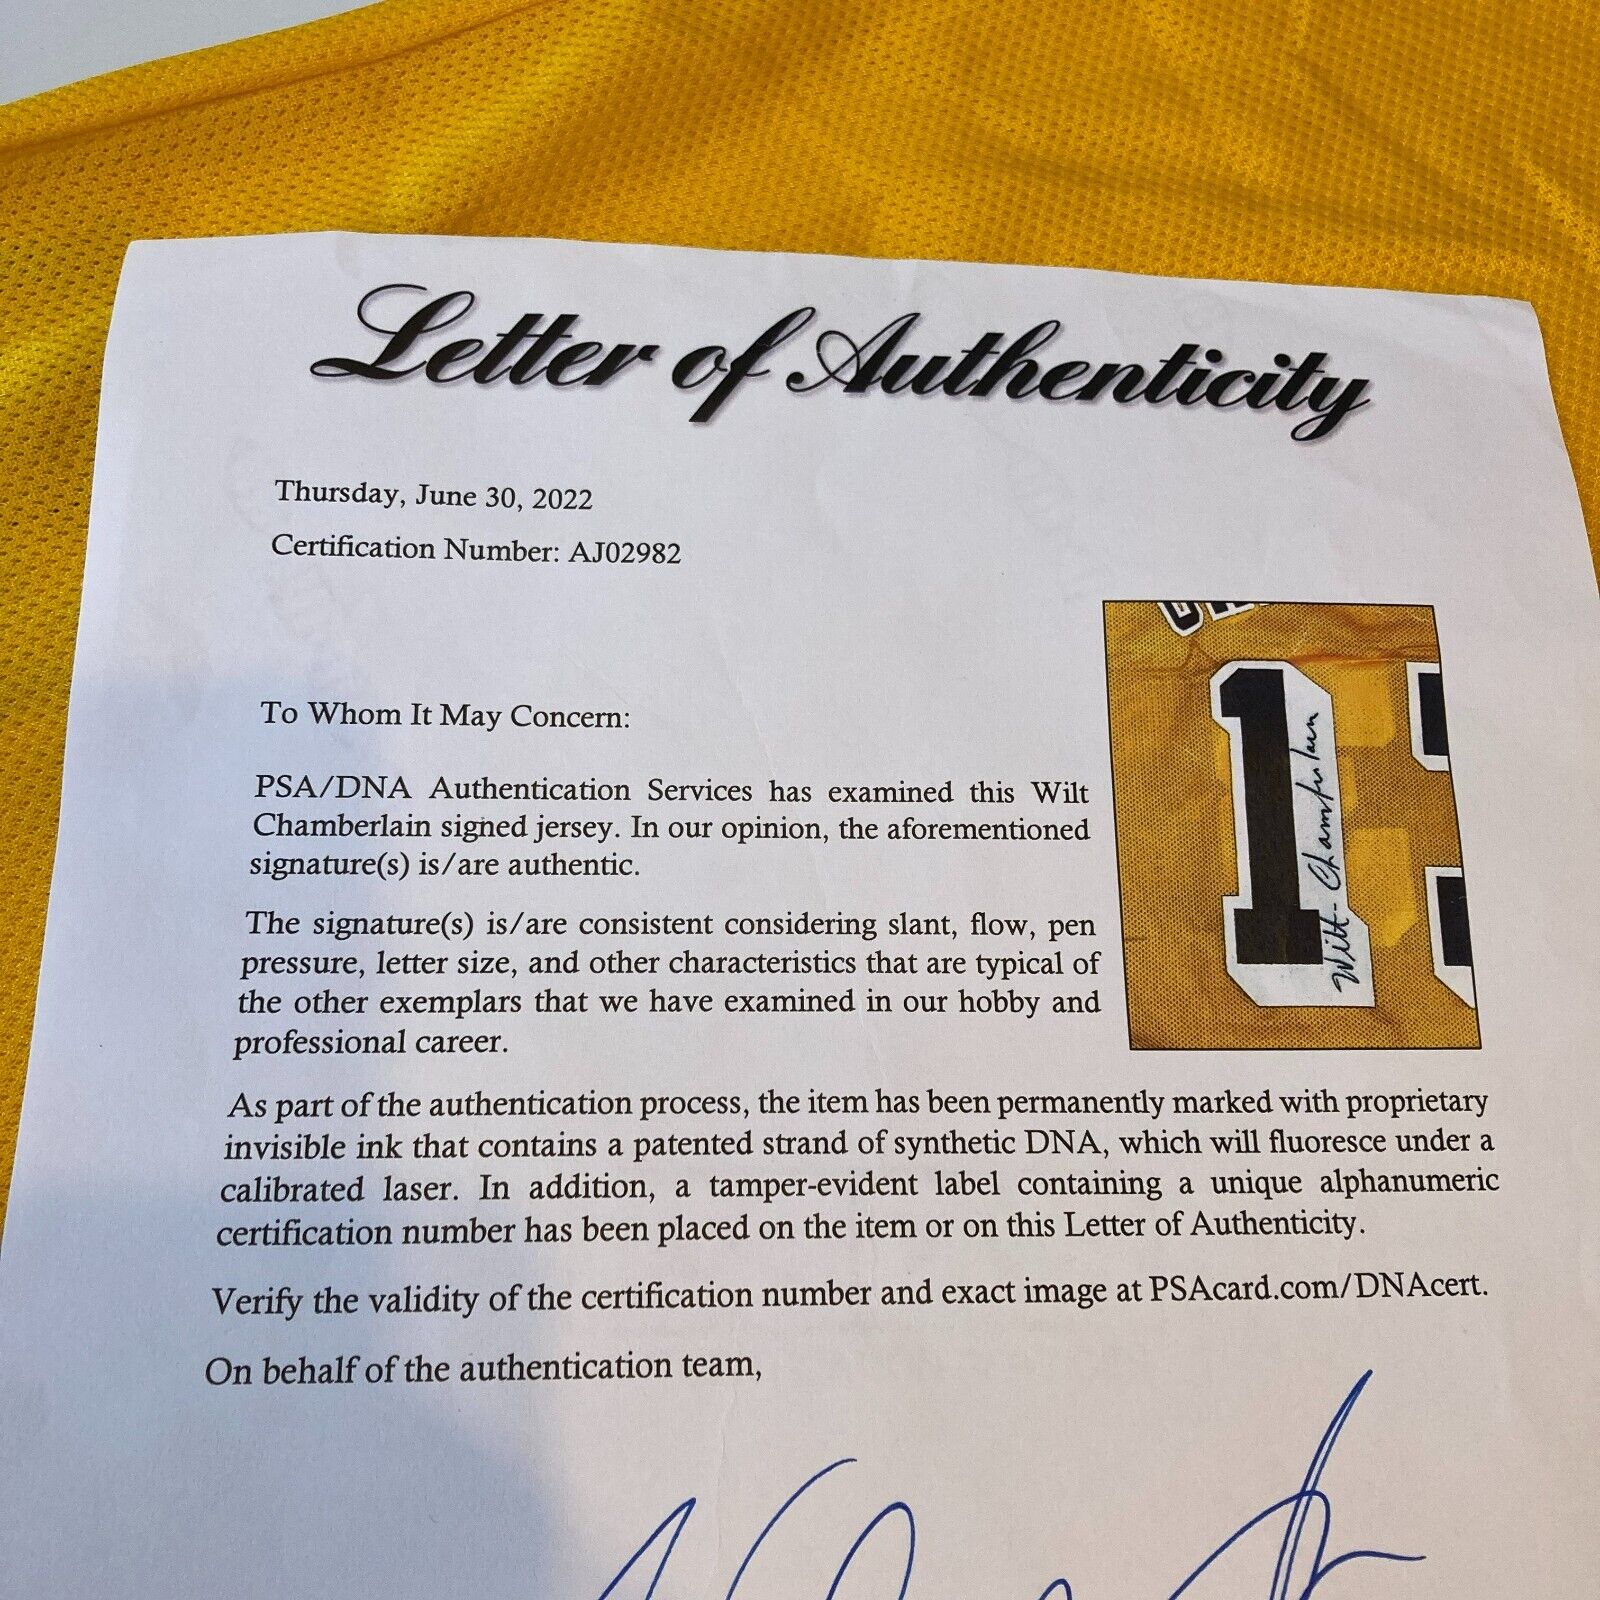 Letter of Authenticity
Thursday, June 30, 2022
Certification Number: AJ02982
To Whom It May Concern:
PSA/DNA Authentication Services has examined this Wilt
Chamberlain signed jersey. In our opinion, the aforementioned
signature(s) is/are authentic.
The signature(s) is/are consistent considering slant, flow, pen
pressure, letter size, and other characteristics that are typical of
the other exemplars that we have examined in our hobby and
professional career.
1
Wilt Chamberlain
As part of the authentication process, the item has been permanently marked with proprietary
invisible ink that contains a patented strand of synthetic DNA, which will fluoresce under a
calibrated laser. In addition, a tamper-evident label containing a unique alphanumeric
certification number has been placed on the item or on this Letter of Authenticity.
Verify the validity of the certification number and exact image at PSAcard.com/DNAcert.
On behalf of the authentication team,